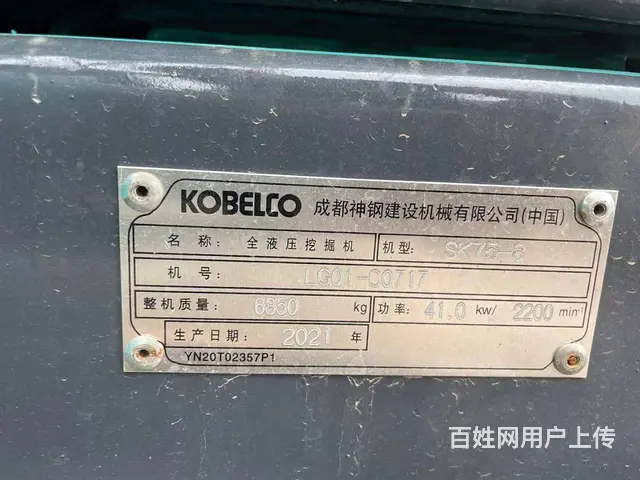 KOBELCO 成都神钢建设机械有限公司(中国)
名称: 全液压挖掘机 机型: SK75-8
机号: LG01-C0717
整机质量: 6850 kg 功率: 41.0 kw/ 2200 min⁻¹
生产日期: 2021 年
YN20T02357P1
百姓网用户上传